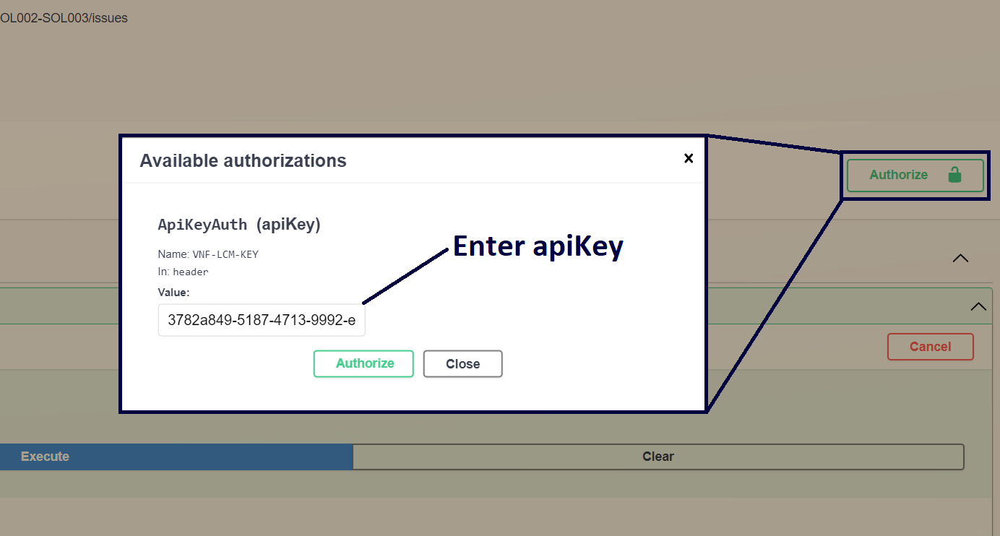 OL002-SOL003/issues
Available authorizations
Authorize
ApiKeyAuth (apiKey)
Enter apiKey
Name: VNF-LCM-KEY
In: header
Value:
3782a849-5187-4713-9992-e
Cancel
Authorize
Close
Execute
Clear